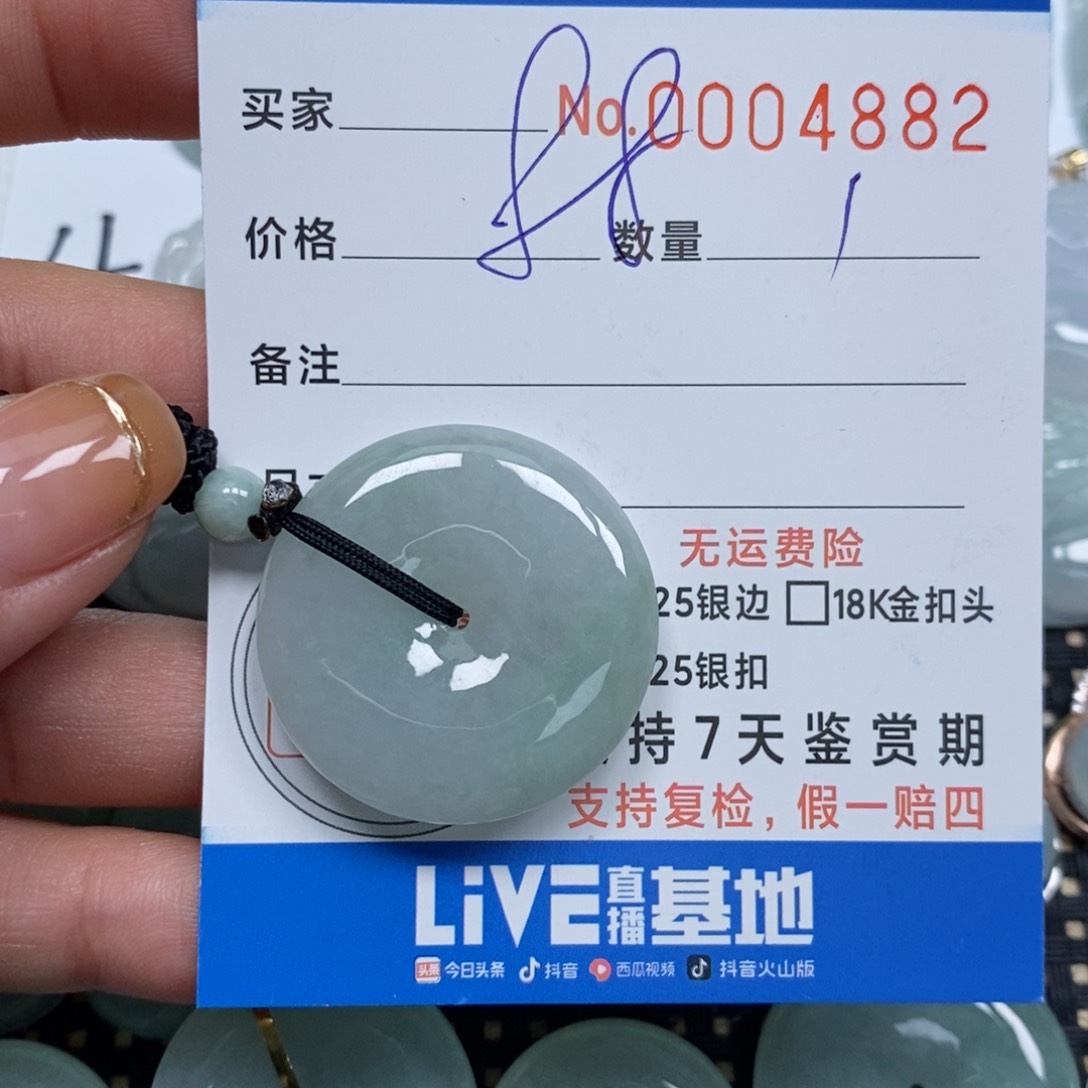 买家 No.0004882
价格 数量 1
备注
无运费险
25银边 □18K金扣头
25银扣
持7天鉴赏期
支持复检，假一赔四
LiVE直播基地
头条 今日头条 抖音 西瓜视频 抖音火山版